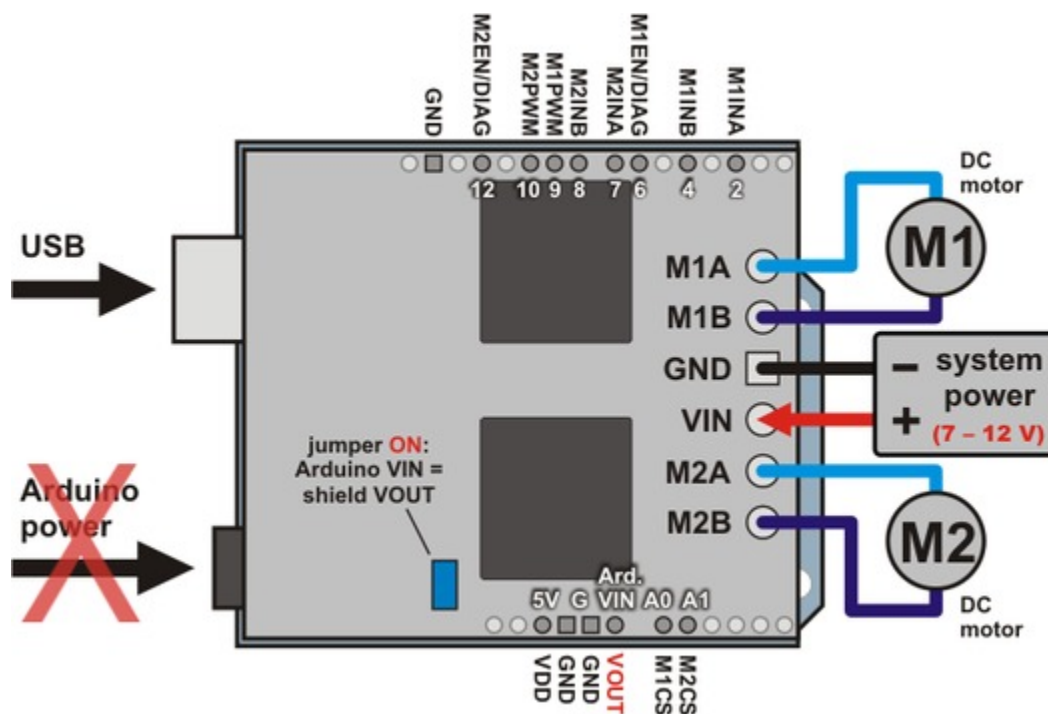 GND
M2EN/DIAG
M2PWM
M1PWM
M2INB
M2INA
M1EN/DIAG
M1INB
M1INA
12 10 9 8 7 6 4 2
USB
Arduino
power
jumper ON:
Arduino VIN =
shield VOUT
M1A
M1B
GND
VIN
M2A
M2B
DC
motor
M1
− system
power
+ (7 – 12 V)
M2
DC
motor
Ard.
5V G VIN A0 A1
VDD
GND
GND
VOUT
M1CS
M2CS